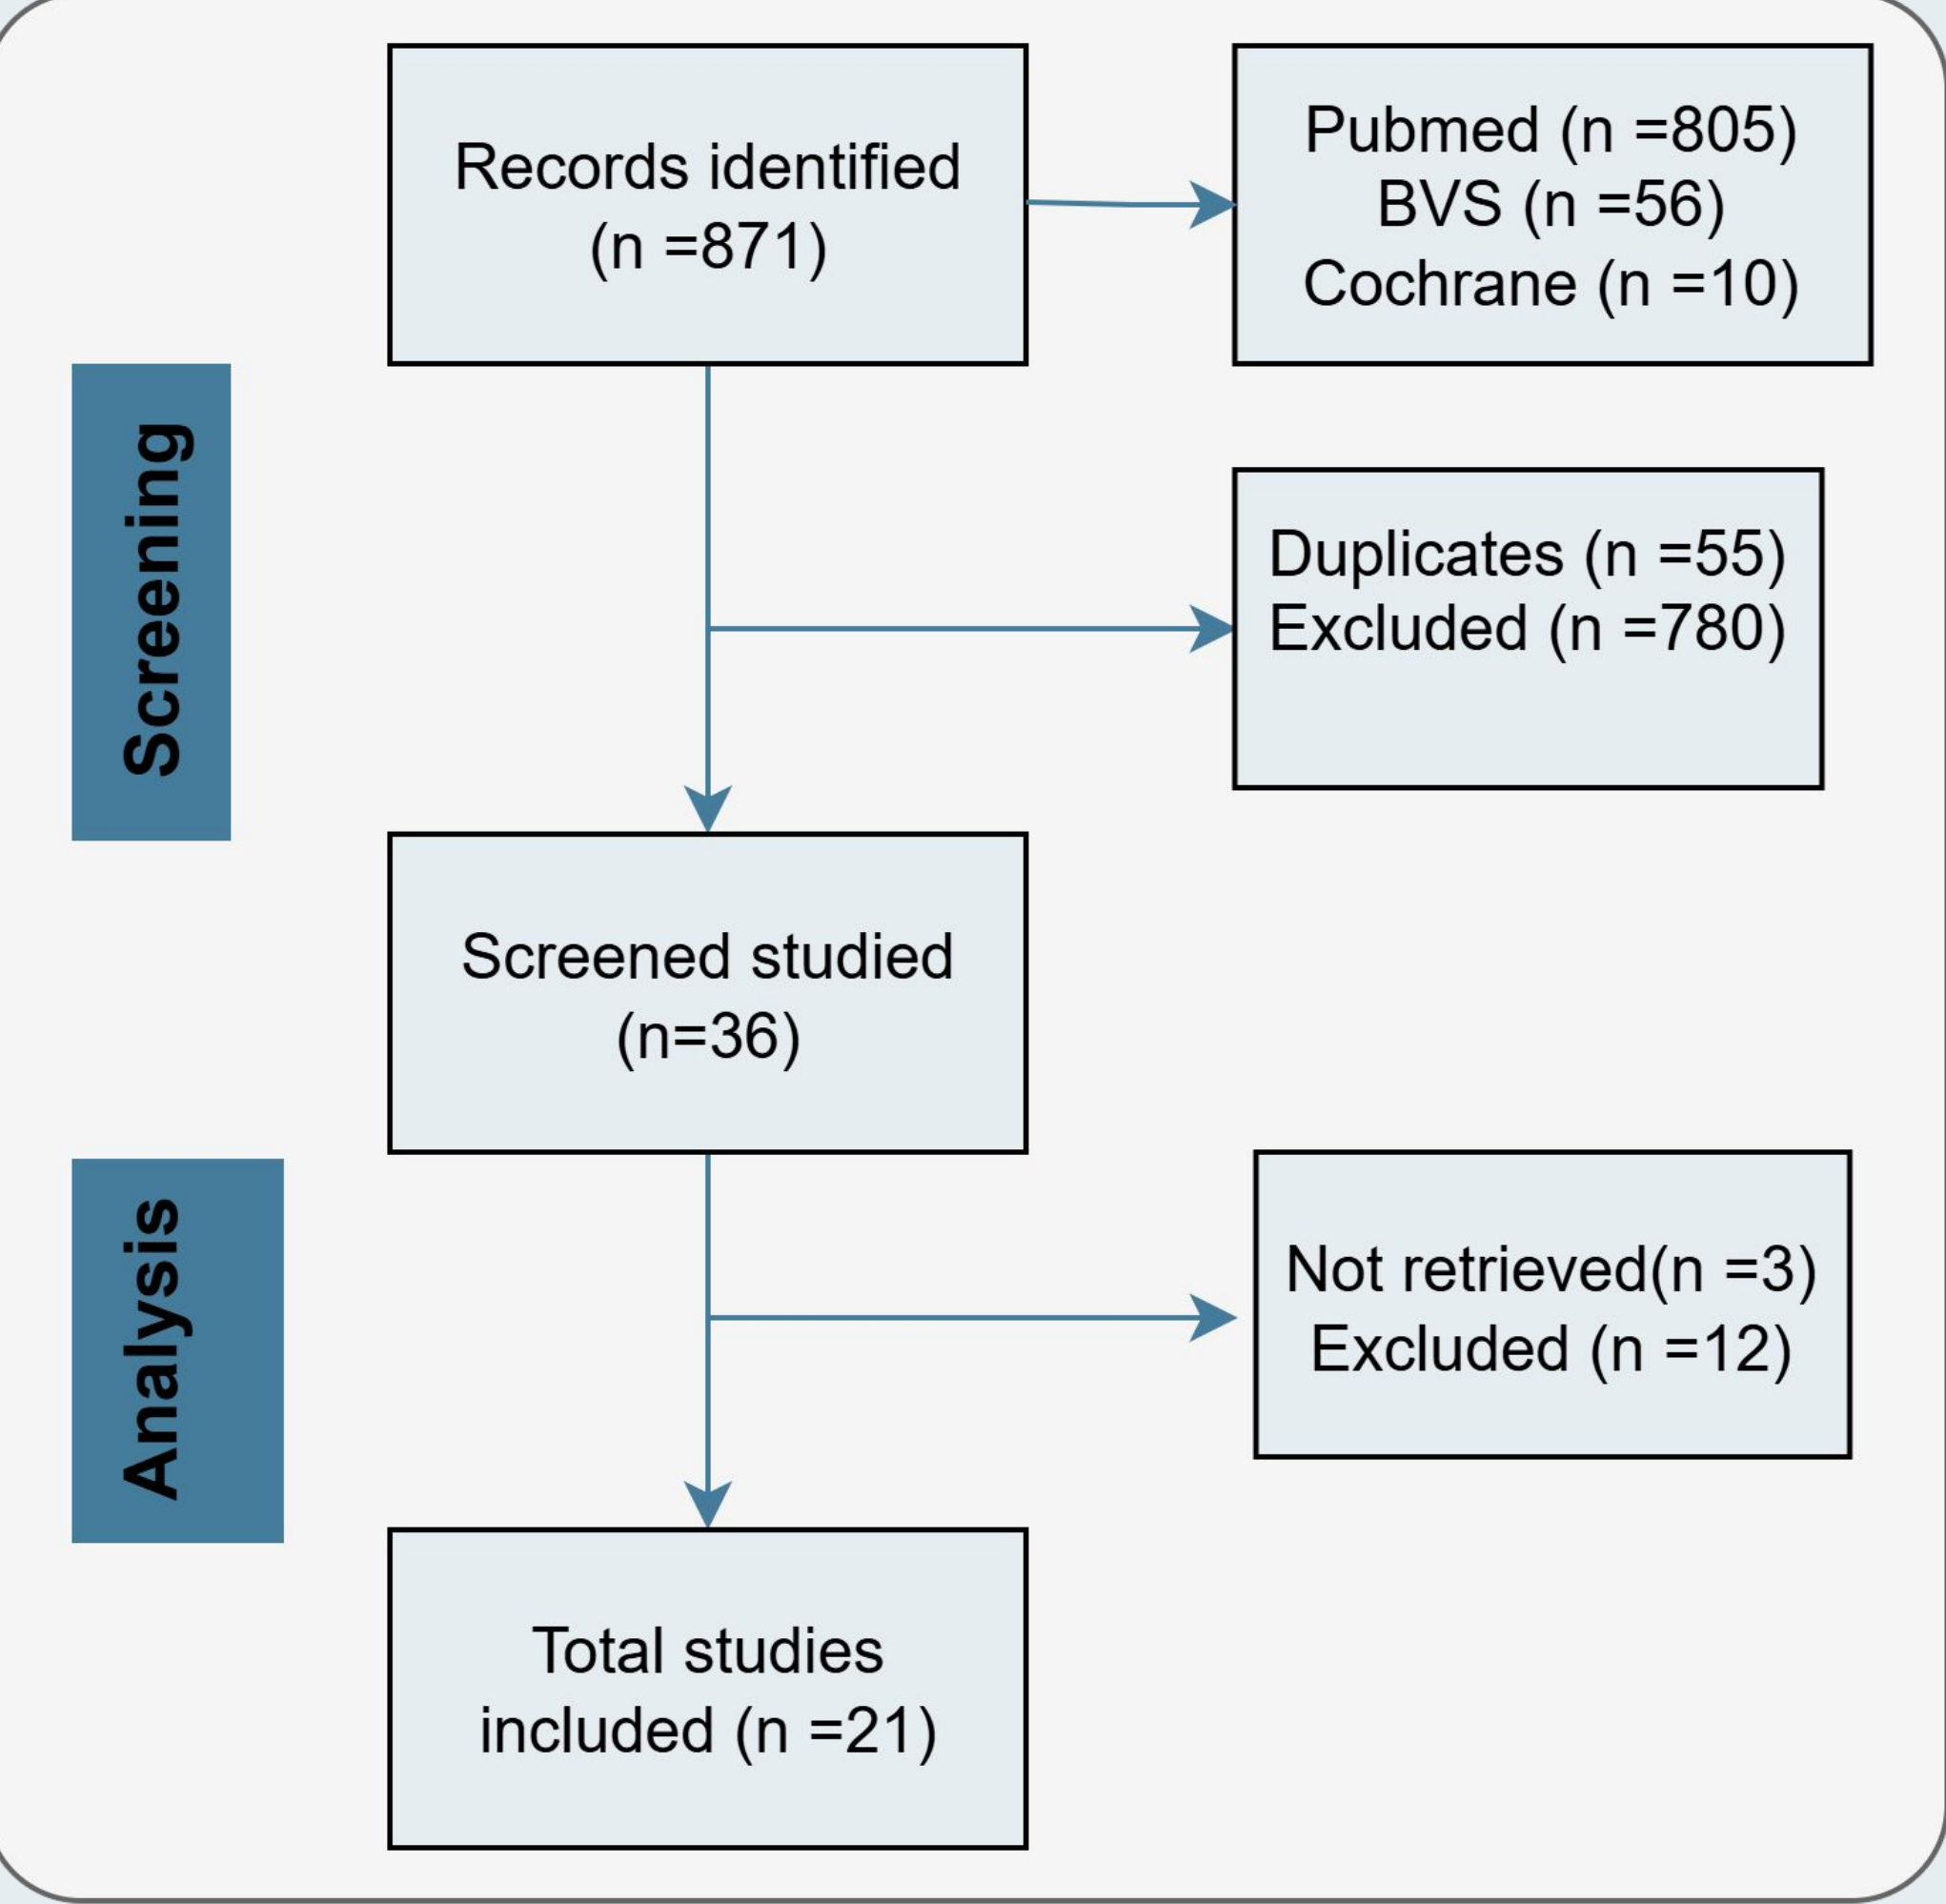 Records identified
(n =871)
Pubmed (n =805)
BVS (n =56)
Cochrane (n =10)
Screening
Duplicates (n =55)
Excluded (n =780)
Screened studied
(n=36)
Analysis
Not retrieved(n =3)
Excluded (n =12)
Total studies
included (n =21)